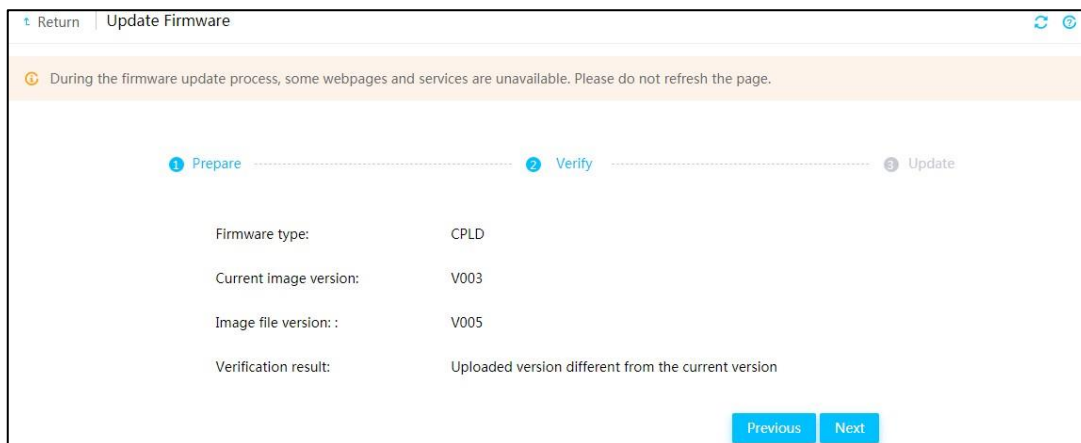 Return Update Firmware
During the firmware update process, some webpages and services are unavailable. Please do not refresh the page.
1 Prepare 2 Verify 3 Update
Firmware type: CPLD
Current image version: V003
Image file version: : V005
Verification result: Uploaded version different from the current version
Previous Next